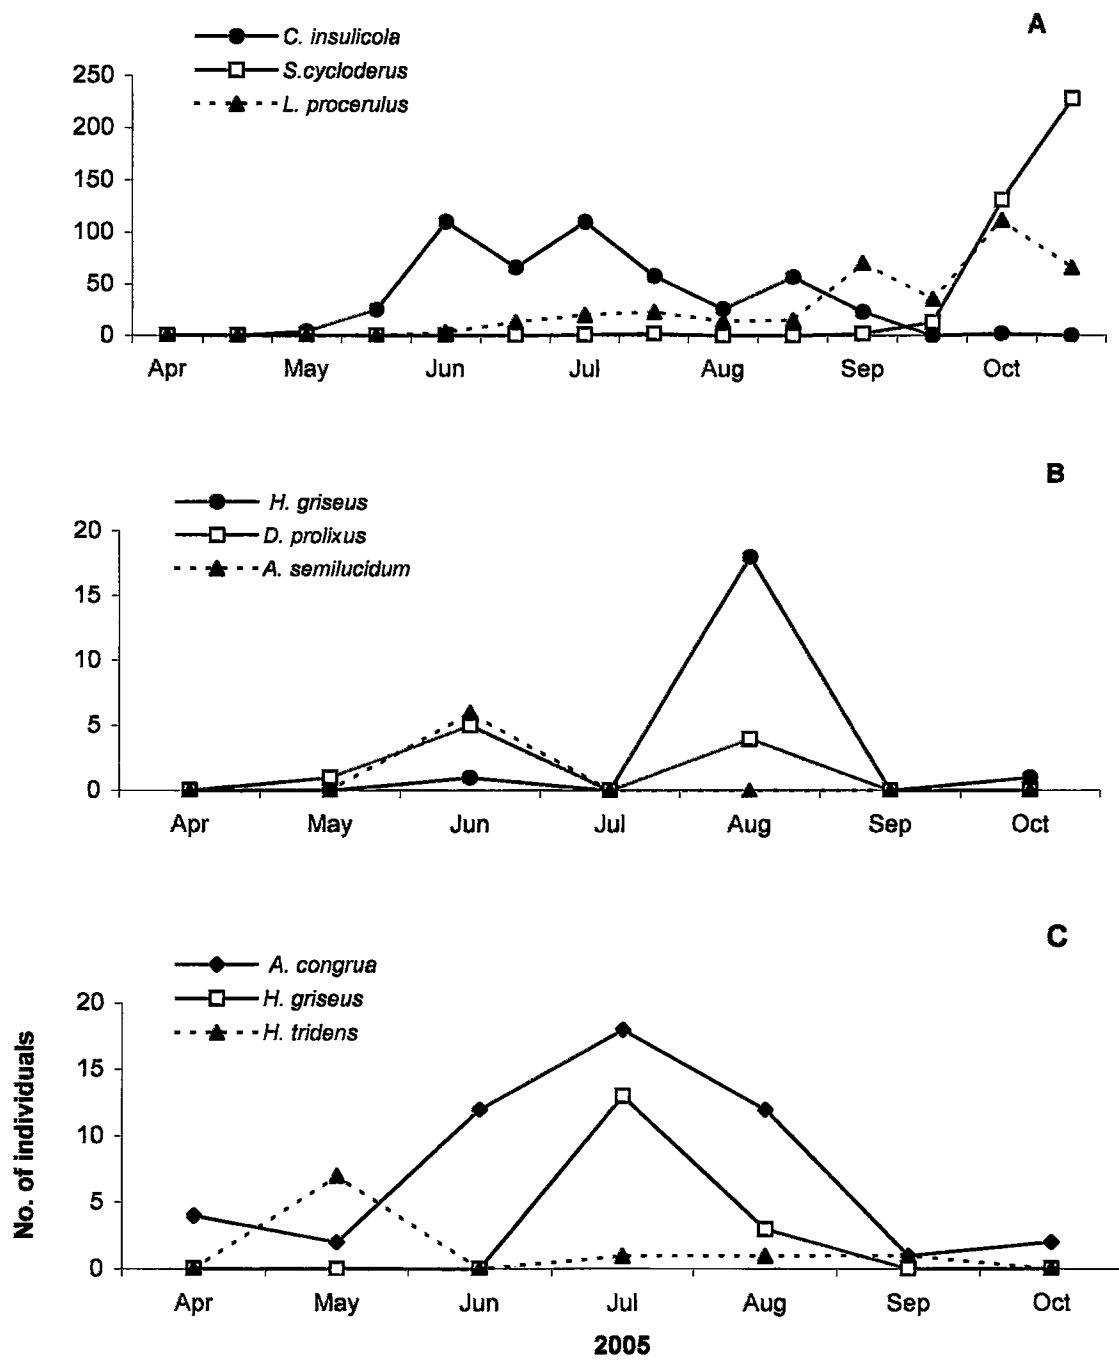 A
C. insulicola
S.cycloderus
L. procerulus
250
200
150
100
50
0
Apr May Jun Jul Aug Sep Oct
B
H. griseus
D. prolixus
A. semilucidum
20
15
10
5
0
Apr May Jun Jul Aug Sep Oct
C
A. congrua
H. griseus
H. tridens
No. of individuals
20
15
10
5
0
Apr May Jun Jul Aug Sep Oct
2005